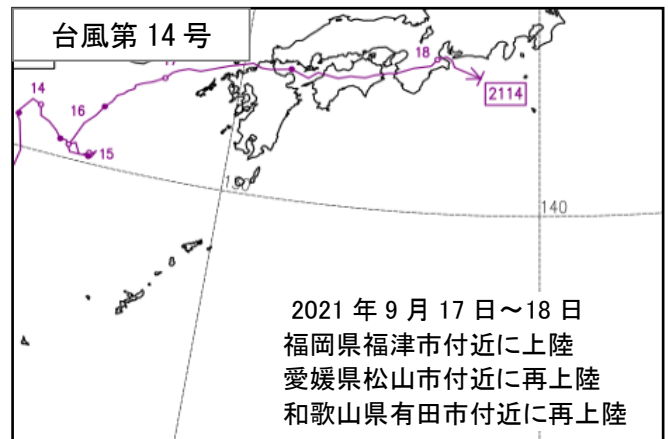 台風第 14 号
17
18
14
16
2114
15
130
140
2021 年 9 月 17 日～18 日
福岡県福津市付近に上陸
愛媛県松山市付近に再上陸
和歌山県有田市付近に再上陸